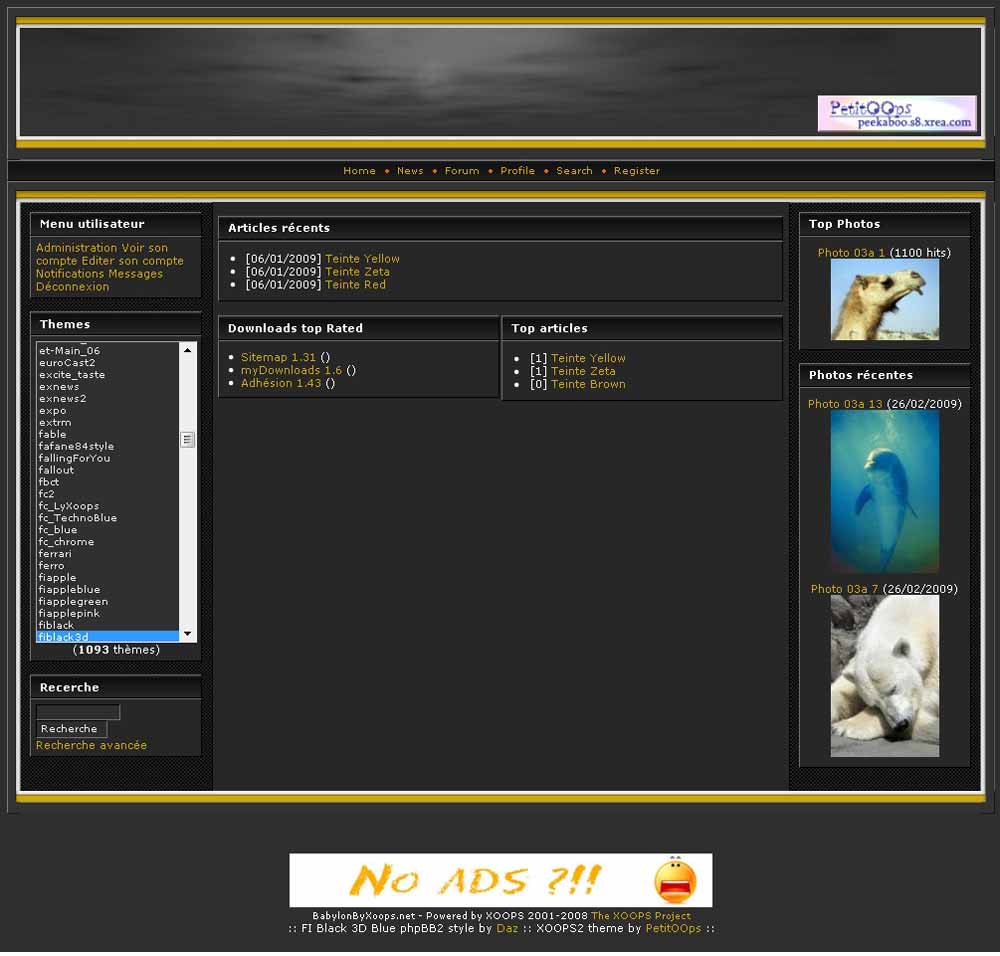 PetitOOps
peekaboo.s8.xrea.com
Home • News • Forum • Profile • Search • Register
Menu utilisateur
Administration Voir son
compte Editer son compte
Notifications Messages
Déconnexion
Themes
et-Main_06
euroCast2
excite_taste
exnews
exnews2
expo
extrm
fable
fafane84style
fallingForYou
fallout
fbct
fc2
fc_LyXoops
fc_TechnoBlue
fc_blue
fc_chrome
ferrari
ferro
fiapple
fiappleblue
fiapplegreen
fiapplepink
fiblack
fiblack3d
(1093 thèmes)
Recerche
Recherche
Recherche avancée
Articles récents
[06/01/2009] Teinte Yellow
[06/01/2009] Teinte Zeta
[06/01/2009] Teinte Red
Downloads top Rated
Sitemap 1.31 ()
myDownloads 1.6 ()
Adhésion 1.43 ()
Top articles
[1] Teinte Yellow
[1] Teinte Zeta
[0] Teinte Brown
Top Photos
Photo 03a 1 (1100 hits)
Photos récentes
Photo 03a 13 (26/02/2009)
Photo 03a 7 (26/02/2009)
No ADS ?!!
BabylonByXoops.net - Powered by XOOPS 2001-2008 The XOOPS Project
:: FI Black 3D Blue phpBB2 style by Daz :: XOOPS2 theme by PetitOOps ::